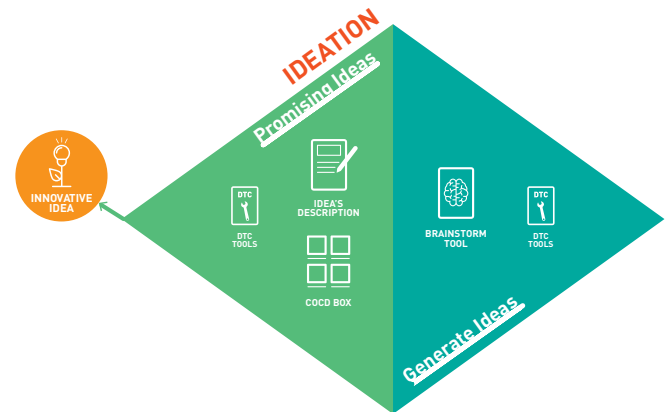 IDEATION
Promising Ideas
INNOVATIVE
IDEA
DTC
DTC
TOOLS
IDEA'S
DESCRIPTION
COCD BOX
BRAINSTORM
TOOL
DTC
DTC
TOOLS
Generate Ideas